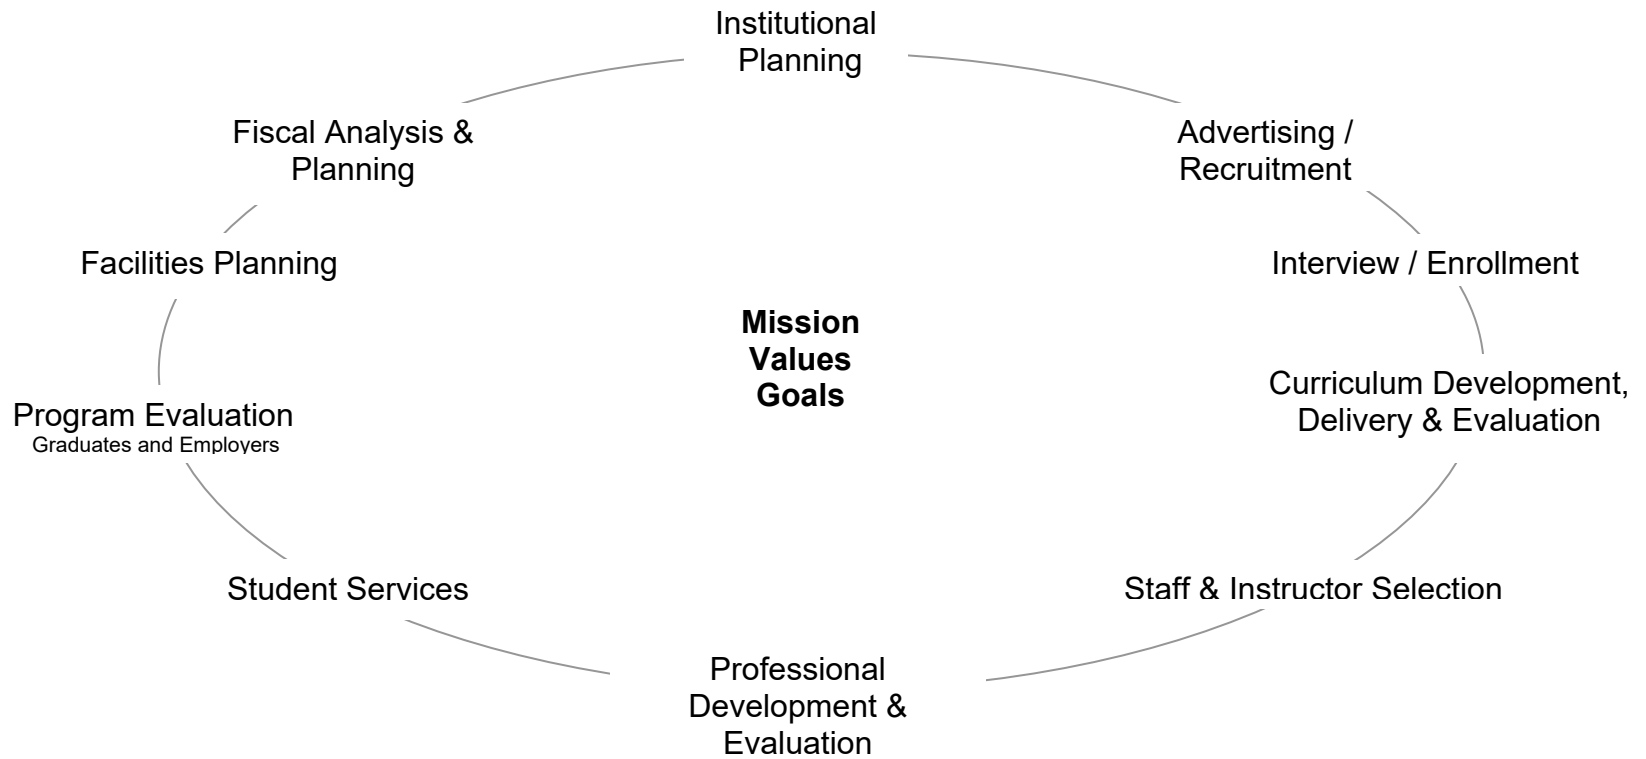 Institutional
Planning
Fiscal Analysis &
Planning
Advertising /
Recruitment
Facilities Planning
Interview / Enrollment
Mission
Values
Goals
Curriculum Development,
Delivery & Evaluation
Program Evaluation
Graduates and Employers
Student Services
Staff & Instructor Selection
Professional
Development &
Evaluation